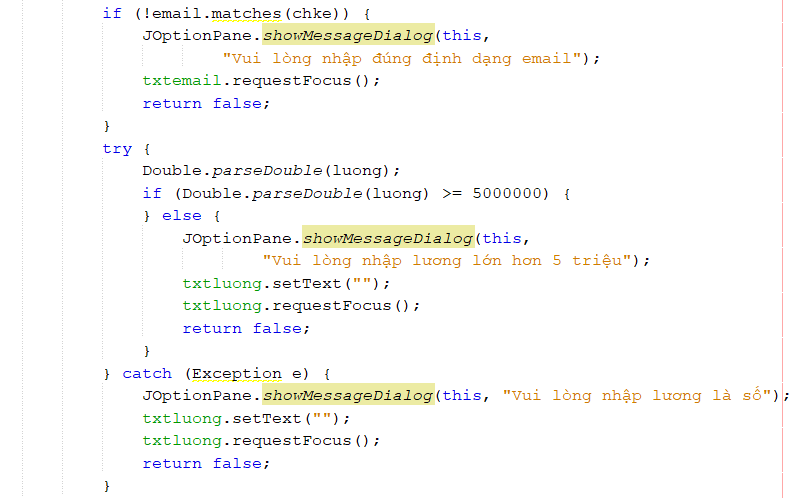 if (!email.matches(chke)) {
JOptionPane.showMessageDialog(this,
"Vui lòng nhập đúng định dạng email");
txtemail.requestFocus();
return false;
}
try {
Double.parseDouble(luong);
if (Double.parseDouble(luong) >= 5000000) {
} else {
JOptionPane.showMessageDialog(this,
"Vui lòng nhập lương lớn hơn 5 triệu");
txtluong.setText("");
txtluong.requestFocus();
return false;
}
} catch (Exception e) {
JOptionPane.showMessageDialog(this, "Vui lòng nhập lương là số");
txtluong.setText("");
txtluong.requestFocus();
return false;
}